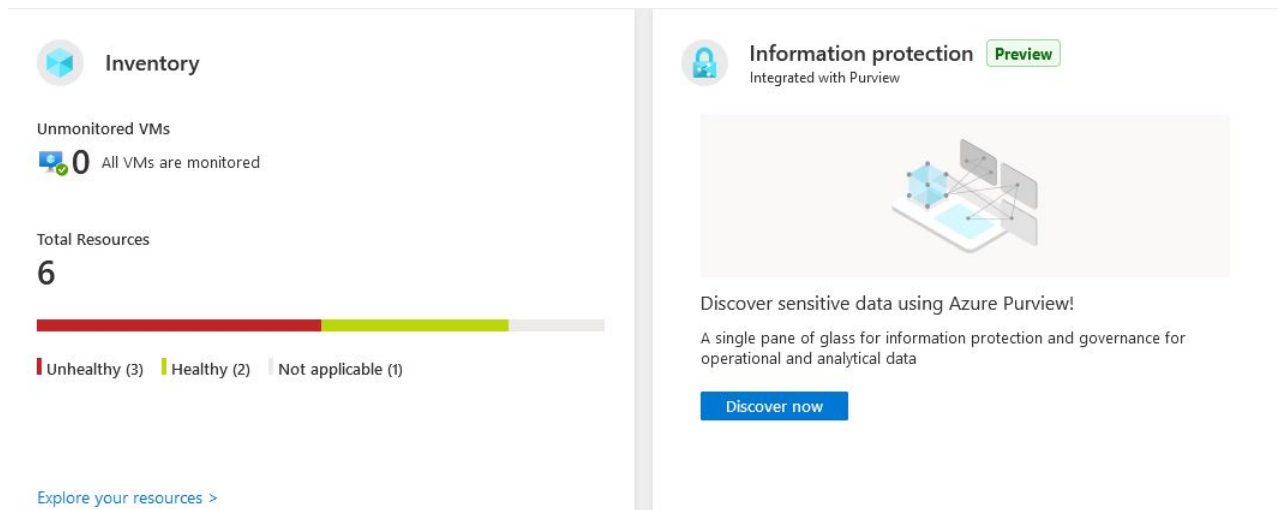 Inventory
Unmonitored VMs
0 All VMs are monitored
Total Resources
6
Unhealthy (3) Healthy (2) Not applicable (1)
Explore your resources >
Information protection Preview
Integrated with Purview
Discover sensitive data using Azure Purview!
A single pane of glass for information protection and governance for
operational and analytical data
Discover now